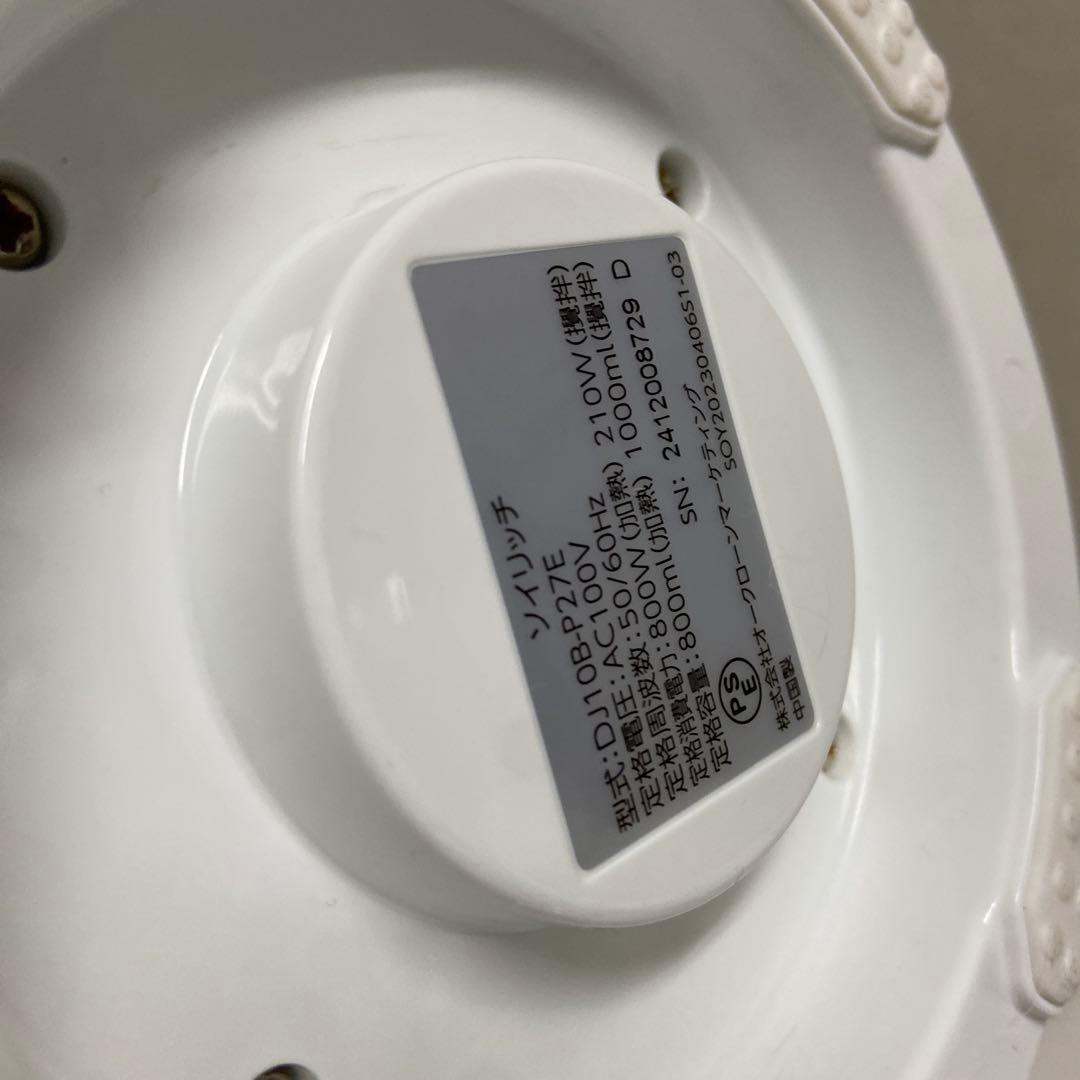 ソイリッチ
型式:DJ10B-P27E
定格電圧:AC100V
定格周波数:50/60Hz
定格消費電力:800W(加熱) 210W(攪拌)
定格容量:800ml(加熱) 1000ml(攪拌)
PSE
SN: 2412008729 D
株式会社オークローンマーケティング
中国製 SOY20230406S1-03